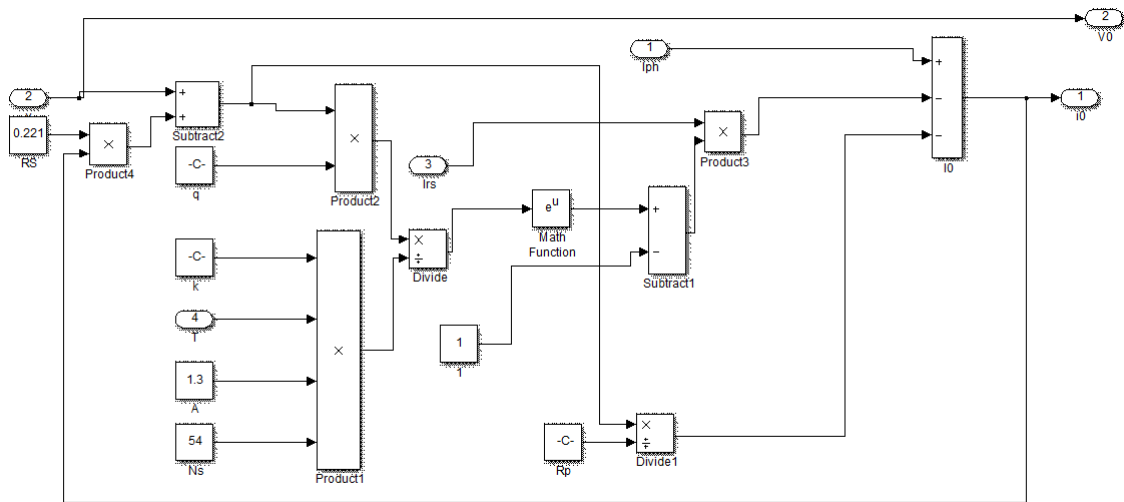 2
V0
1
Iph
+
−
−
I0
1
i0
2
+
+
Subtract2
0.221
RS
×
Product4
-C-
q
×
Product2
3
Irs
×
Product3
e^u
Math
Function
+
−
Subtract1
-C-
k
×
÷
Divide
4
T
1.3
A
54
Ns
×
Product1
1
1
-C-
Rp
×
÷
Divide1